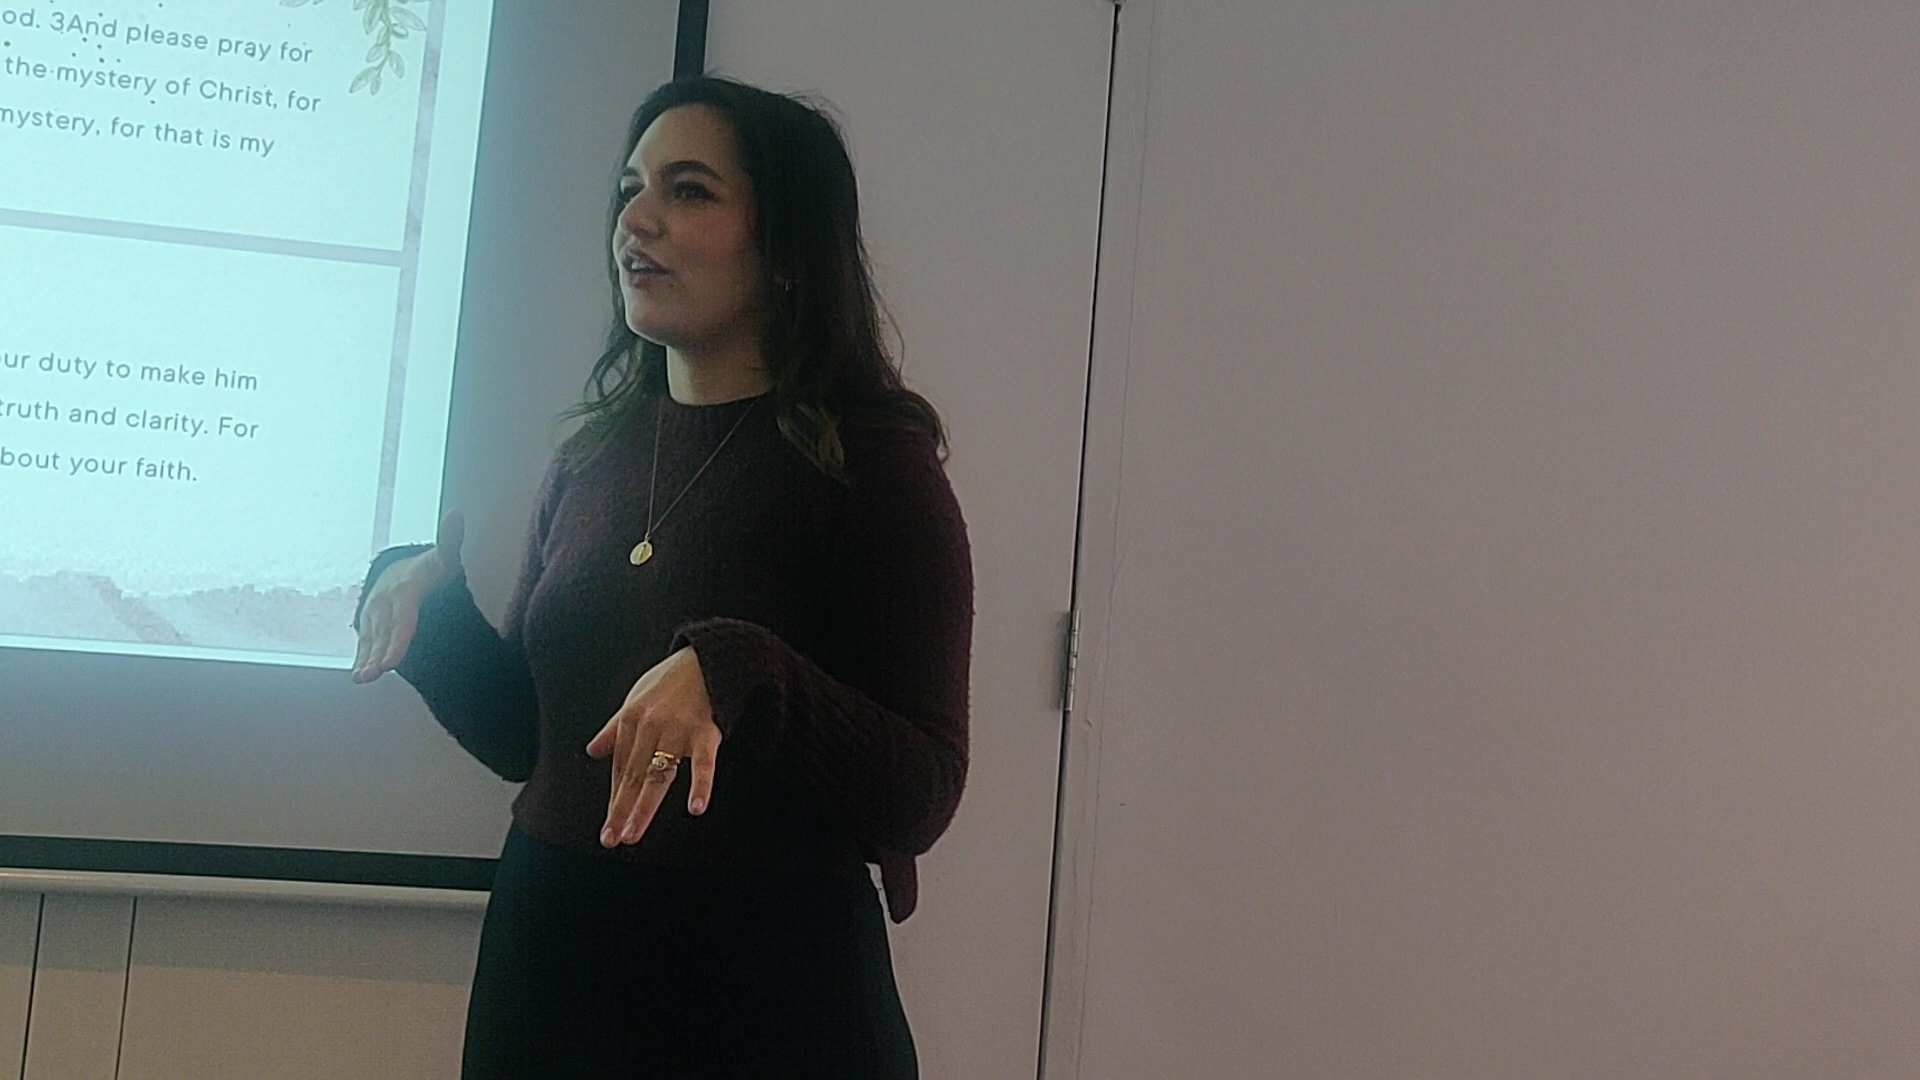 od. 3And please pray for
the mystery of Christ, for
mystery, for that is my
ur duty to make him
truth and clarity. For
bout your faith.